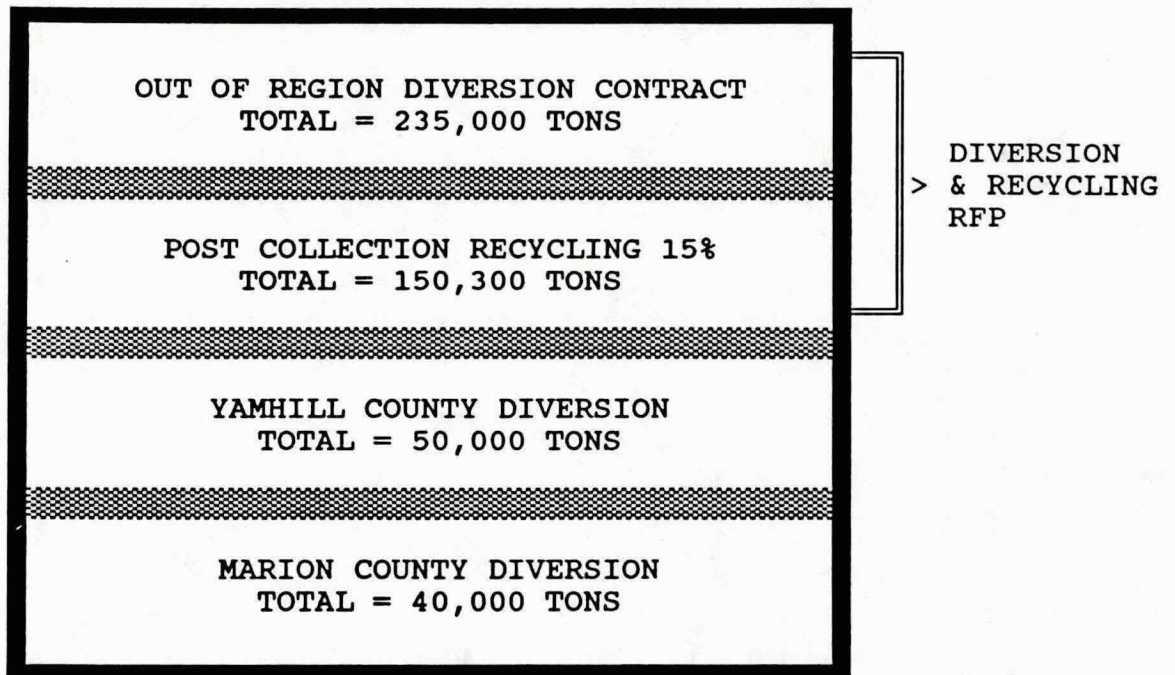 OUT OF REGION DIVERSION CONTRACT
TOTAL = 235,000 TONS
POST COLLECTION RECYCLING 15%
TOTAL = 150,300 TONS
YAMHILL COUNTY DIVERSION
TOTAL = 50,000 TONS
MARION COUNTY DIVERSION
TOTAL = 40,000 TONS
DIVERSION
> & RECYCLING
RFP